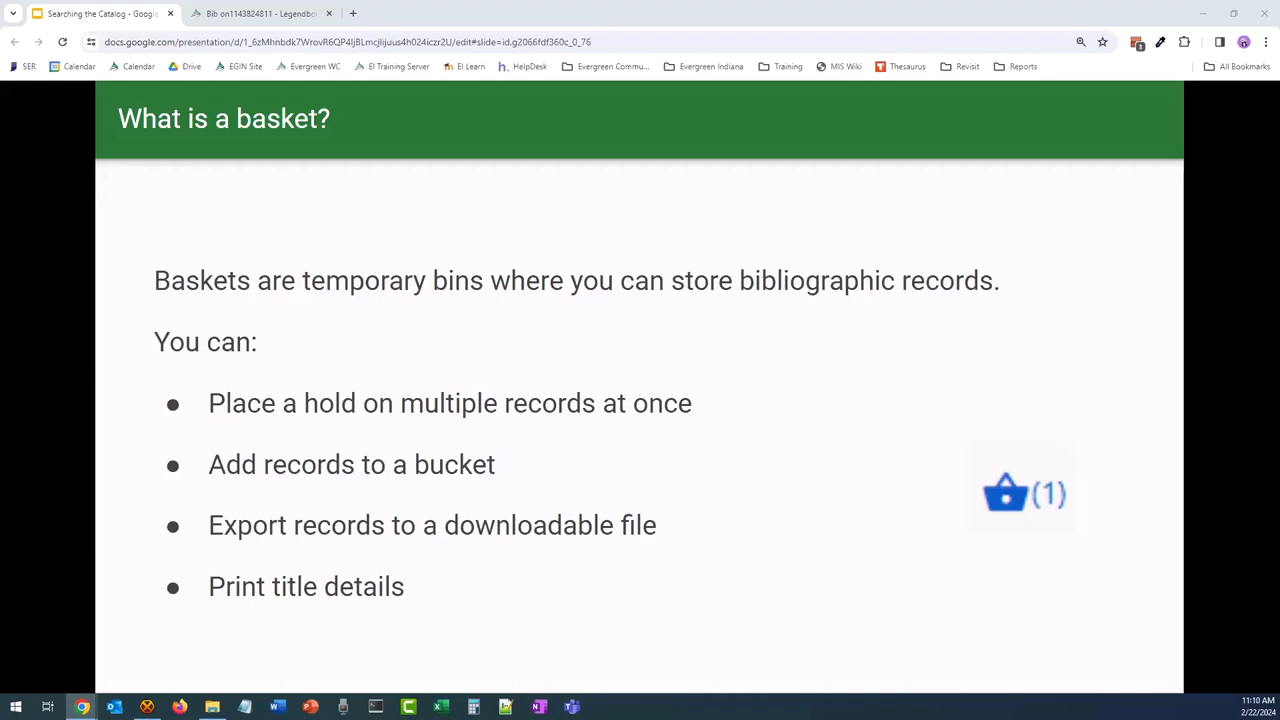 Searching the Catalog - Google
Bib on1143824811 - Legendbo
docs.google.com/presentation/d/1_6zMhnbdk7WrovR6QP4IjBLmcjlijuus4h024iczr2U/edit#slide=id.g2066fdf360c_0_76
SER Calendar Calendar Drive EGIN Site Evergreen WC EI Training Server EI Learn HelpDesk Evergreen Commu... Evergreen Indiana Training MIS Wiki Thesaurus Revisit Reports All Bookmarks
What is a basket?
Baskets are temporary bins where you can store bibliographic records.
You can:
● Place a hold on multiple records at once
● Add records to a bucket
● Export records to a downloadable file
● Print title details
(1)
11:10 AM
2/22/2024